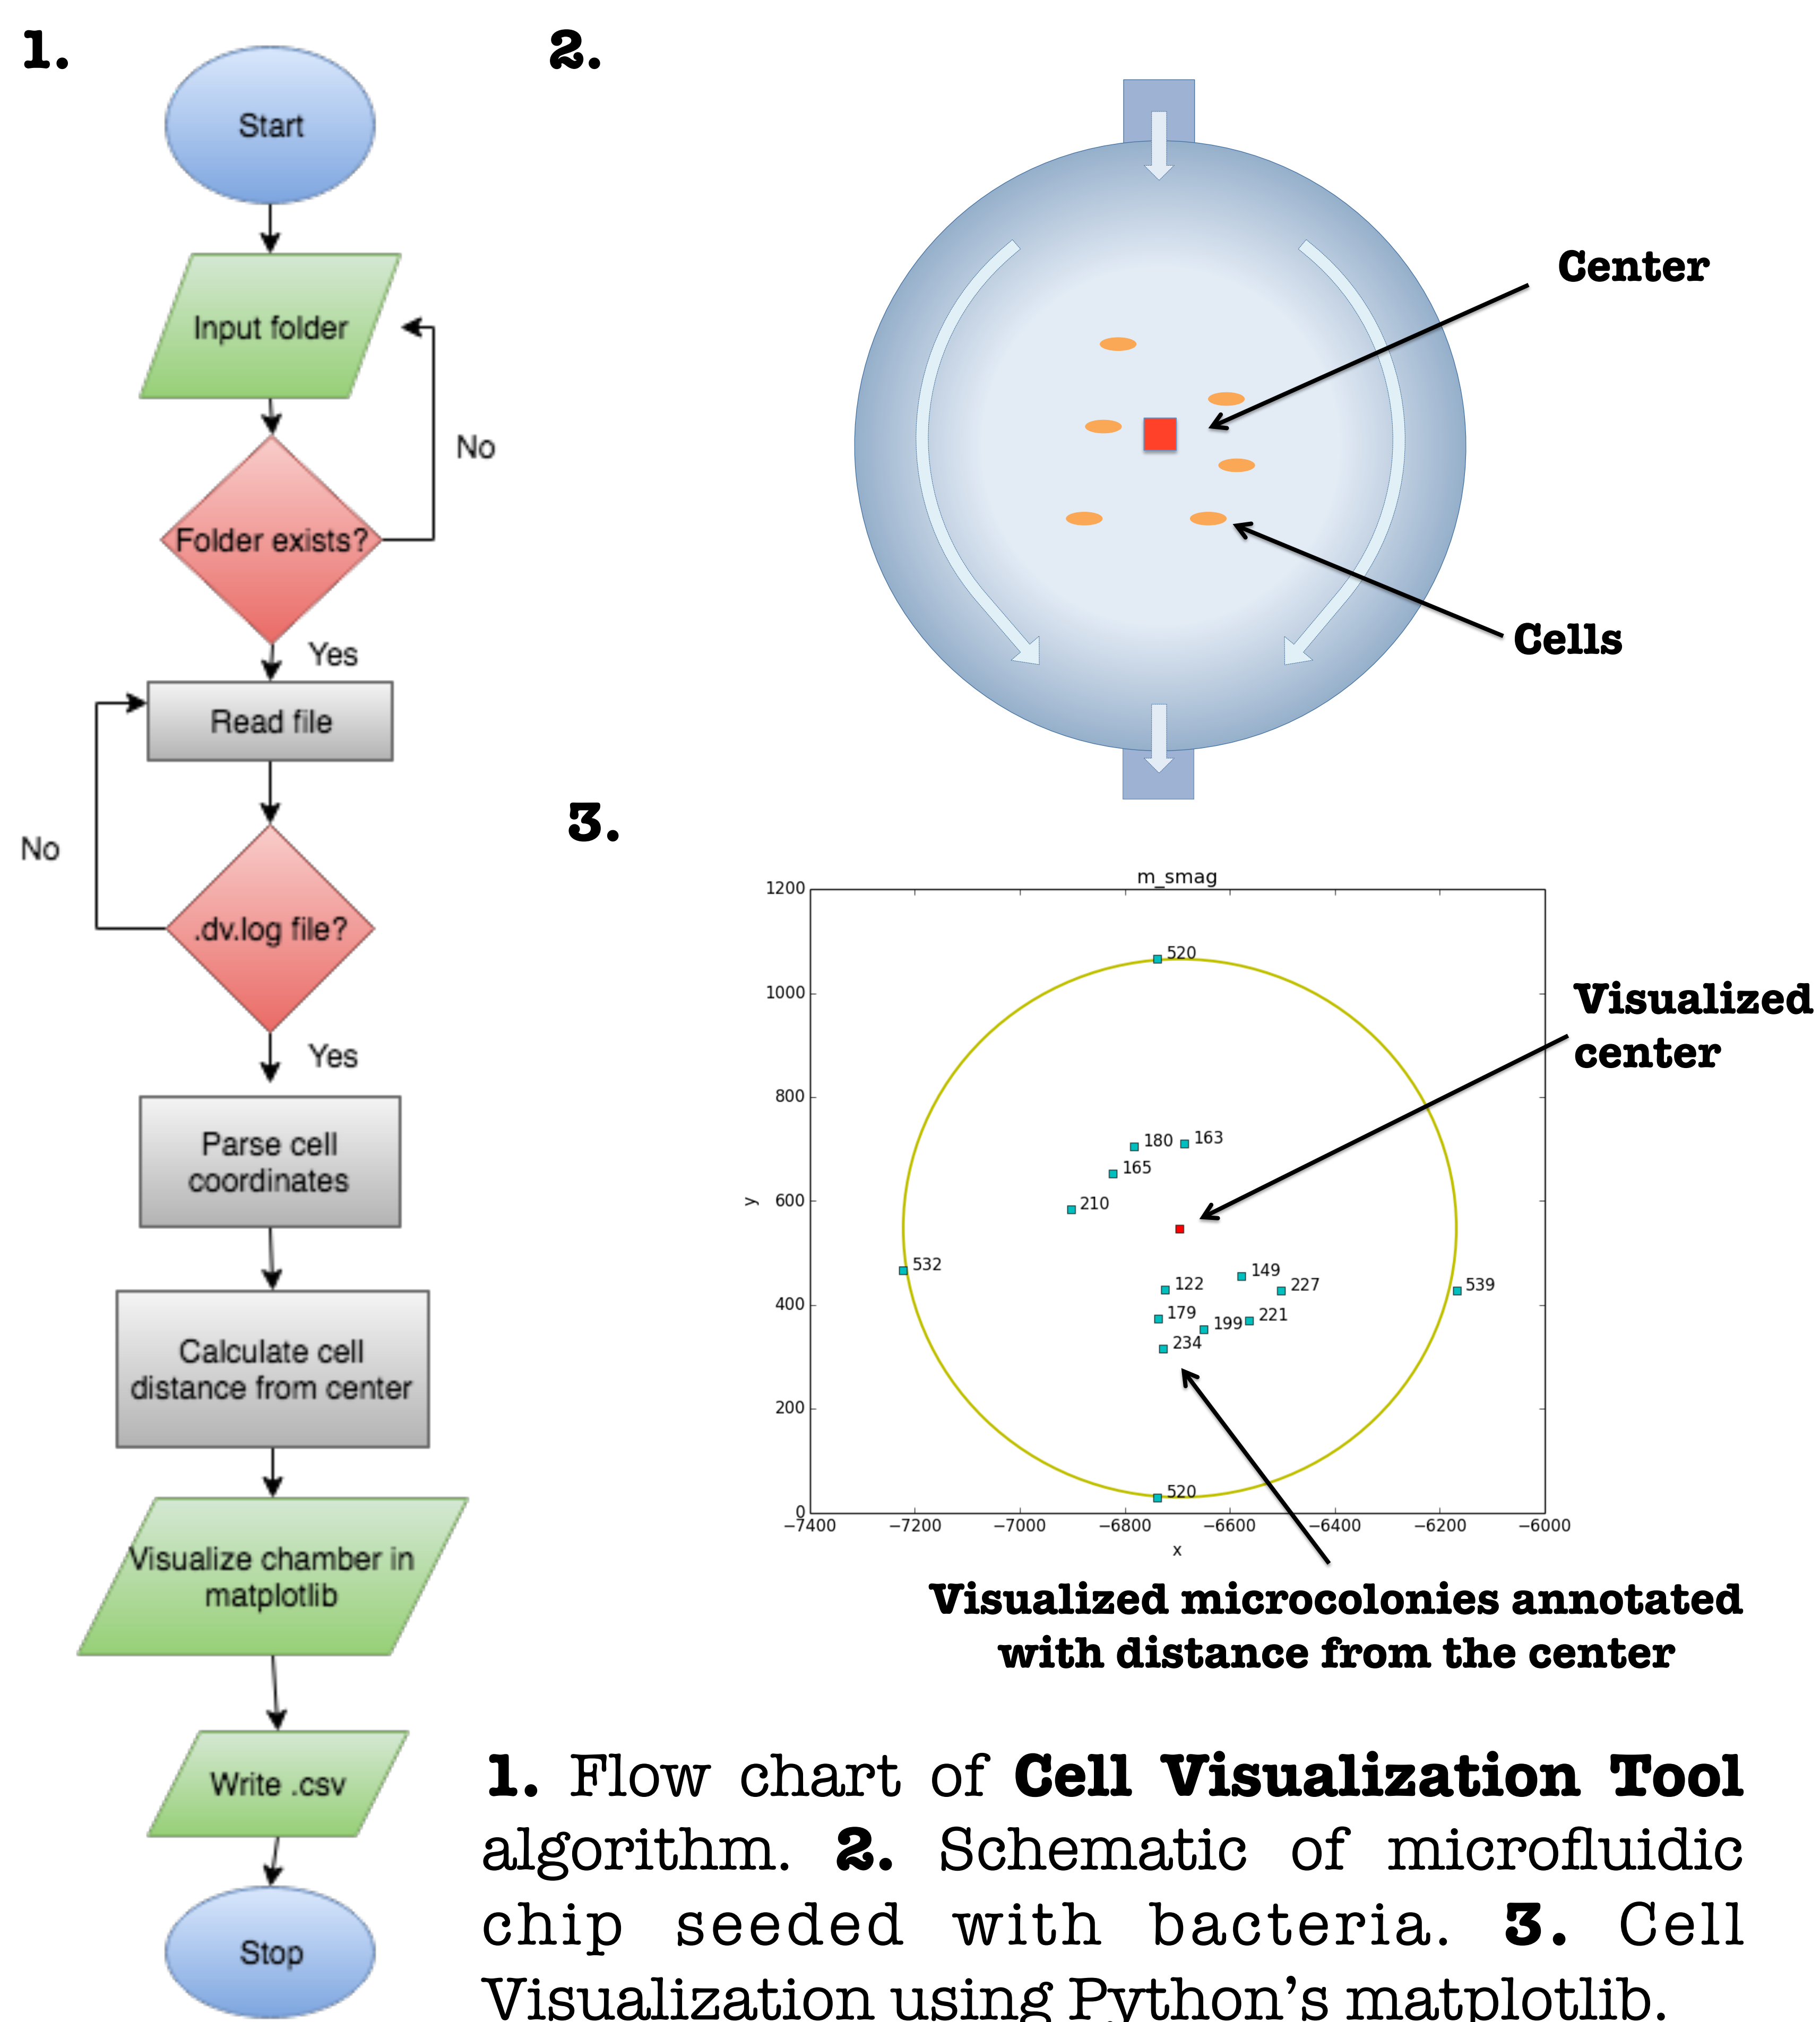 1.
Start
Input folder
No
Folder exists?
Yes
Read file
No
.dv.log file?
Yes
Parse cell
coordinates
Calculate cell
distance from center
Visualize chamber in
matplotlib
Write .csv
Stop
2.
Center
Cells
3.
m_smag
1200
1000
800
600
400
200
0
y
520
180
163
165
210
532
122
149
227
539
179
199
221
234
520
−7400
−7200
−7000
−6800
−6600
−6400
−6200
−6000
x
Visualized
center
Visualized microcolonies annotated
with distance from the center
1. Flow chart of Cell Visualization Tool
algorithm. 2. Schematic of microfluidic
chip seeded with bacteria. 3. Cell
Visualization using Python’s matplotlib.